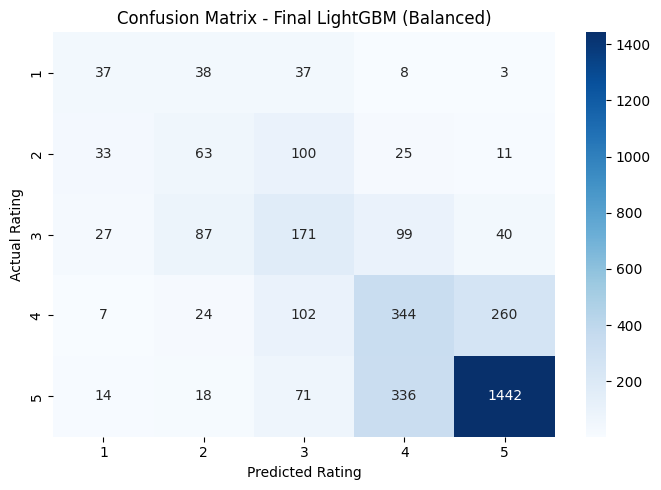 Confusion Matrix - Final LightGBM (Balanced)
1 37 38 37 8 3
2 33 63 100 25 11
3 27 87 171 99 40
4 7 24 102 344 260
5 14 18 71 336 1442
1 2 3 4 5
Predicted Rating
Actual Rating
1400
1200
1000
800
600
400
200